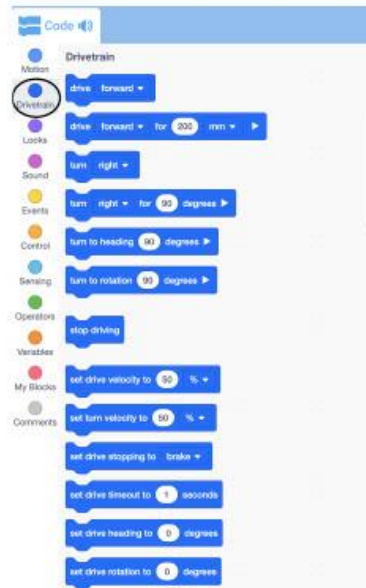 Code
Drivetrain
Motion
Drivetrain
Looks
Sound
Events
Control
Sensing
Operators
Variables
My Blocks
Comments
drive forward
drive forward for 200 mm
turn right
turn right for 90 degrees
turn to heading 90 degrees
turn to rotation 90 degrees
stop driving
set drive velocity to 50 %
set turn velocity to 50 %
set drive stopping to brake
set drive timeout to 1 seconds
set drive heading to 0 degrees
set drive rotation to 0 degrees